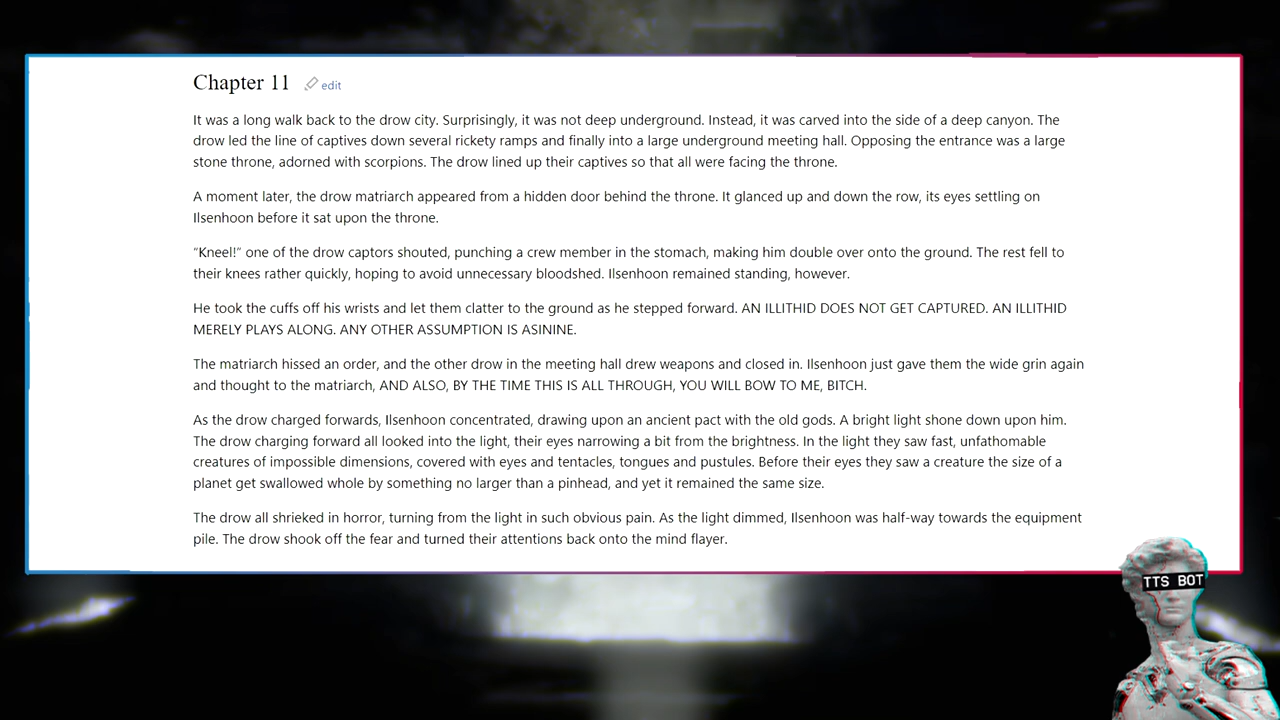 Chapter 11 edit
It was a long walk back to the drow city. Surprisingly, it was not deep underground. Instead, it was carved into the side of a deep canyon. The
drow led the line of captives down several rickety ramps and finally into a large underground meeting hall. Opposing the entrance was a large
stone throne, adorned with scorpions. The drow lined up their captives so that all were facing the throne.
A moment later, the drow matriarch appeared from a hidden door behind the throne. It glanced up and down the row, its eyes settling on
Ilsenhoon before it sat upon the throne.
“Kneel!” one of the drow captors shouted, punching a crew member in the stomach, making him double over onto the ground. The rest fell to
their knees rather quickly, hoping to avoid unnecessary bloodshed. Ilsenhoon remained standing, however.
He took the cuffs off his wrists and let them clatter to the ground as he stepped forward. AN ILLITHID DOES NOT GET CAPTURED. AN ILLITHID
MERELY PLAYS ALONG. ANY OTHER ASSUMPTION IS ASININE.
The matriarch hissed an order, and the other drow in the meeting hall drew weapons and closed in. Ilsenhoon just gave them the wide grin again
and thought to the matriarch, AND ALSO, BY THE TIME THIS IS ALL THROUGH, YOU WILL BOW TO ME, BITCH.
As the drow charged forwards, Ilsenhoon concentrated, drawing upon an ancient pact with the old gods. A bright light shone down upon him.
The drow charging forward all looked into the light, their eyes narrowing a bit from the brightness. In the light they saw fast, unfathomable
creatures of impossible dimensions, covered with eyes and tentacles, tongues and pustules. Before their eyes they saw a creature the size of a
planet get swallowed whole by something no larger than a pinhead, and yet it remained the same size.
The drow all shrieked in horror, turning from the light in such obvious pain. As the light dimmed, Ilsenhoon was half-way towards the equipment
pile. The drow shook off the fear and turned their attentions back onto the mind flayer.
TTS BOT